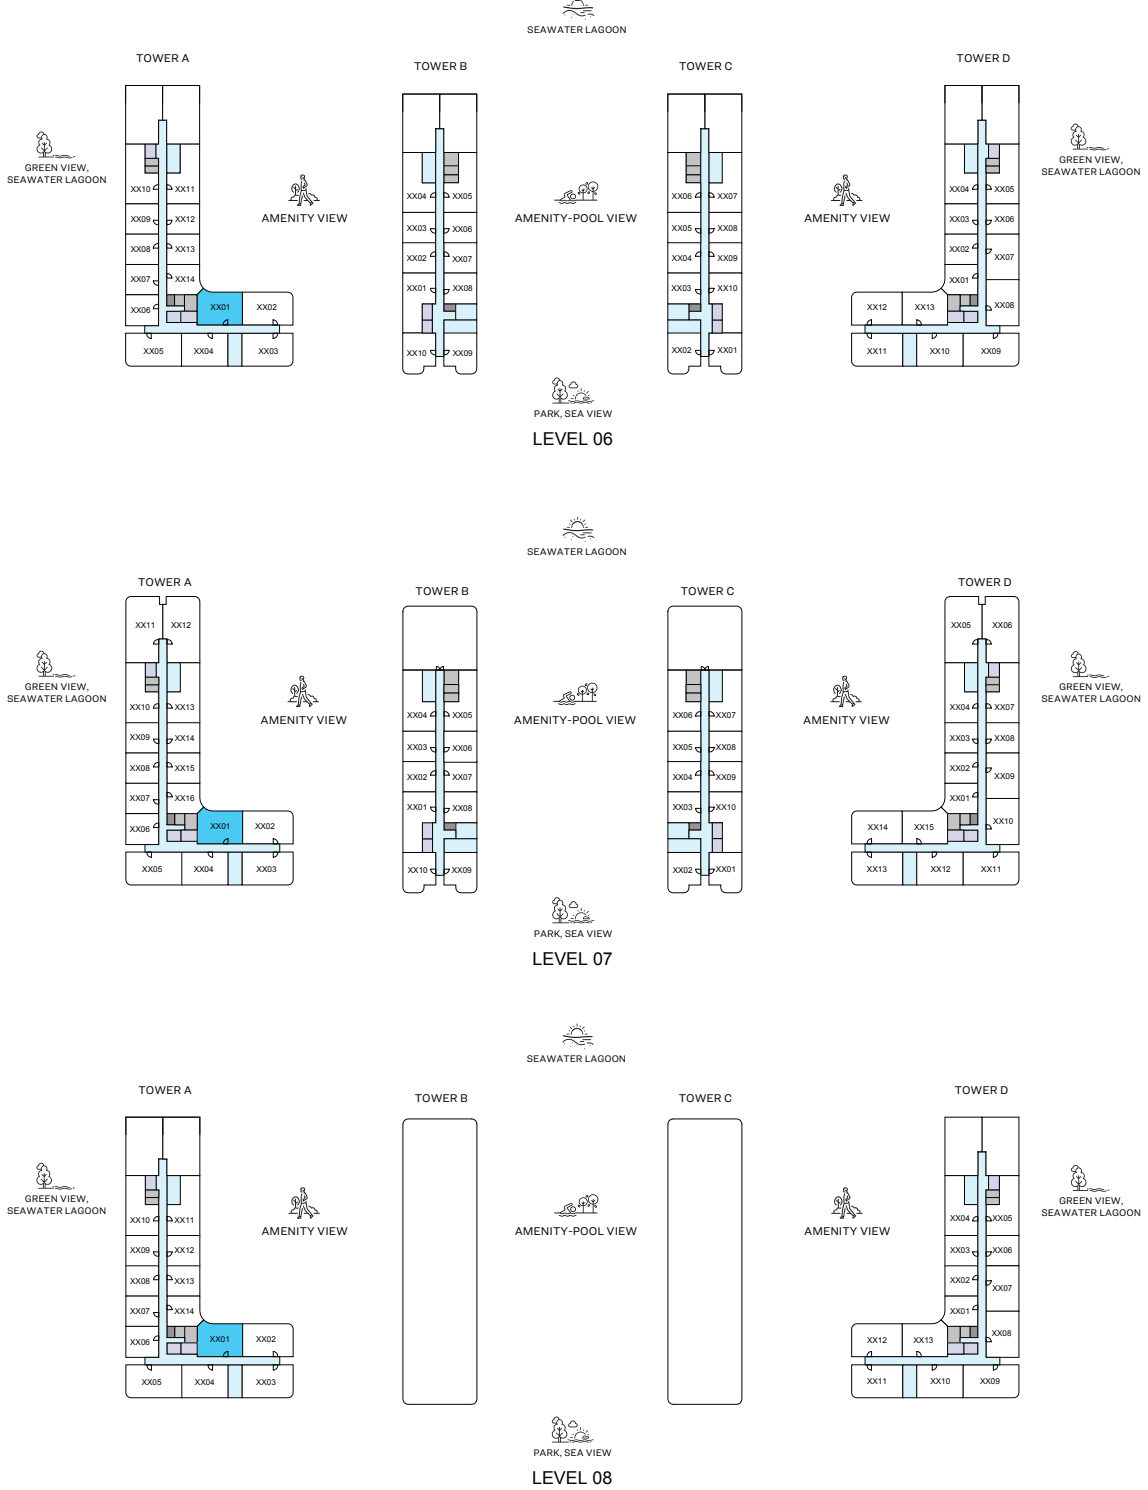 SEAWATER LAGOON
TOWER A
TOWER B
TOWER C
TOWER D
GREEN VIEW,
SEAWATER LAGOON
AMENITY VIEW
AMENITY-POOL VIEW
AMENITY VIEW
GREEN VIEW,
SEAWATER LAGOON
XX10 XX11
XX09 XX12
XX08 XX13
XX07 XX14
XX06 XX01 XX02
XX05 XX04 XX03
XX04 XX05
XX03 XX06
XX02 XX07
XX01 XX08
XX10 XX09
XX06 XX07
XX05 XX08
XX04 XX09
XX03 XX10
XX02 XX01
XX04 XX05
XX03 XX06
XX02 XX07
XX01
XX12 XX13 XX08
XX11 XX10 XX09
PARK, SEA VIEW
LEVEL 06
SEAWATER LAGOON
TOWER A
TOWER B
TOWER C
TOWER D
GREEN VIEW,
SEAWATER LAGOON
AMENITY VIEW
AMENITY-POOL VIEW
AMENITY VIEW
GREEN VIEW,
SEAWATER LAGOON
XX11 XX12
XX10 XX13
XX09 XX14
XX08 XX15
XX07 XX16
XX06 XX01 XX02
XX05 XX04 XX03
XX04 XX05
XX03 XX06
XX02 XX07
XX01 XX08
XX10 XX09
XX06 XX07
XX05 XX08
XX04 XX09
XX03 XX10
XX02 XX01
XX05 XX06
XX04 XX07
XX03 XX08
XX02 XX09
XX01
XX14 XX15 XX10
XX13 XX12 XX11
PARK, SEA VIEW
LEVEL 07
SEAWATER LAGOON
TOWER A
TOWER B
TOWER C
TOWER D
GREEN VIEW,
SEAWATER LAGOON
AMENITY VIEW
AMENITY-POOL VIEW
AMENITY VIEW
GREEN VIEW,
SEAWATER LAGOON
XX10 XX11
XX09 XX12
XX08 XX13
XX07 XX14
XX06 XX01 XX02
XX05 XX04 XX03
XX04 XX05
XX03 XX06
XX02 XX07
XX01
XX12 XX13 XX08
XX11 XX10 XX09
PARK, SEA VIEW
LEVEL 08